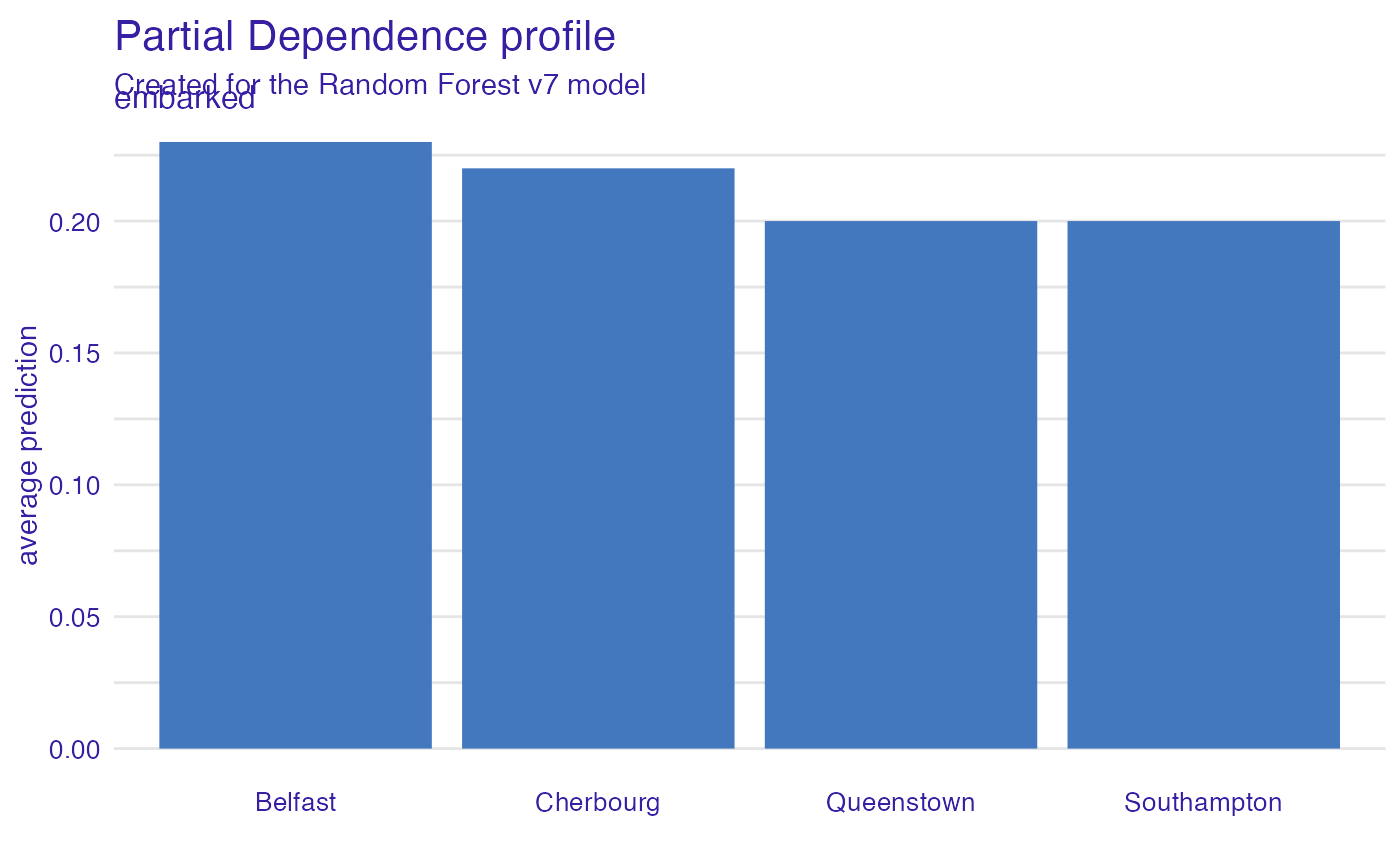 Partial Dependence profile
Created for the Random Forest v7 model
embarked
average prediction
0.20
0.15
0.10
0.05
0.00
Belfast
Cherbourg
Queenstown
Southampton